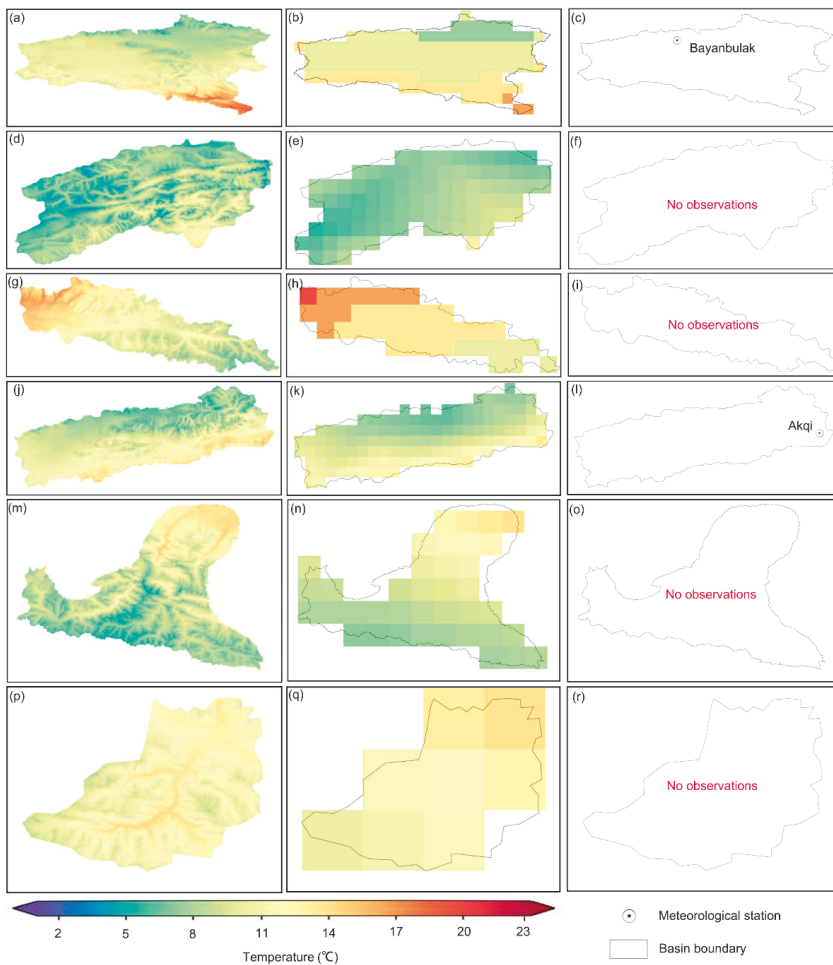 (a) (b) (c)
Bayanbulak
(d) (e) (f)
No observations
(g) (h) (i)
No observations
(j) (k) (l)
Akqi
(m) (n) (o)
No observations
(p) (q) (r)
No observations
2 5 8 11 14 17 20 23
Temperature (℃)
Meteorological station
Basin boundary